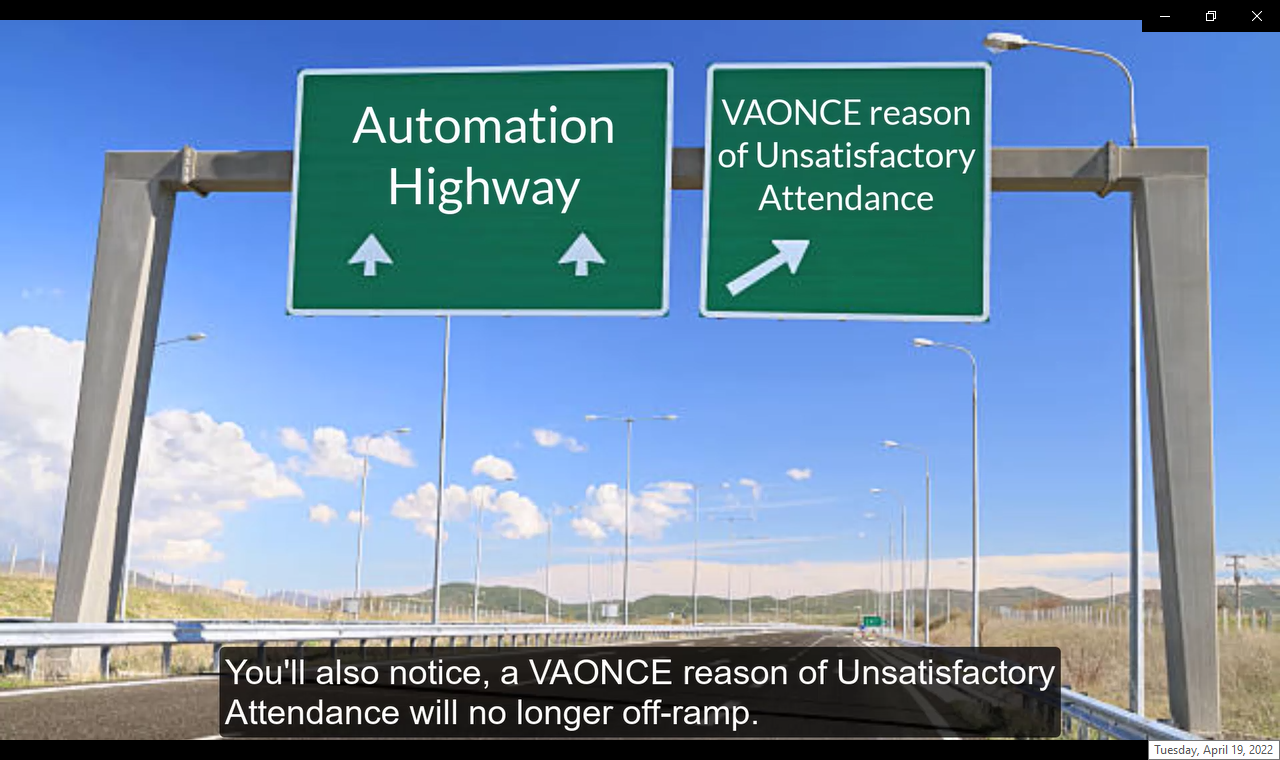 Automation
Highway
VAONCE reason
of Unsatisfactory
Attendance
You'll also notice, a VAONCE reason of Unsatisfactory
Attendance will no longer off-ramp.
Tuesday, April 19, 2022